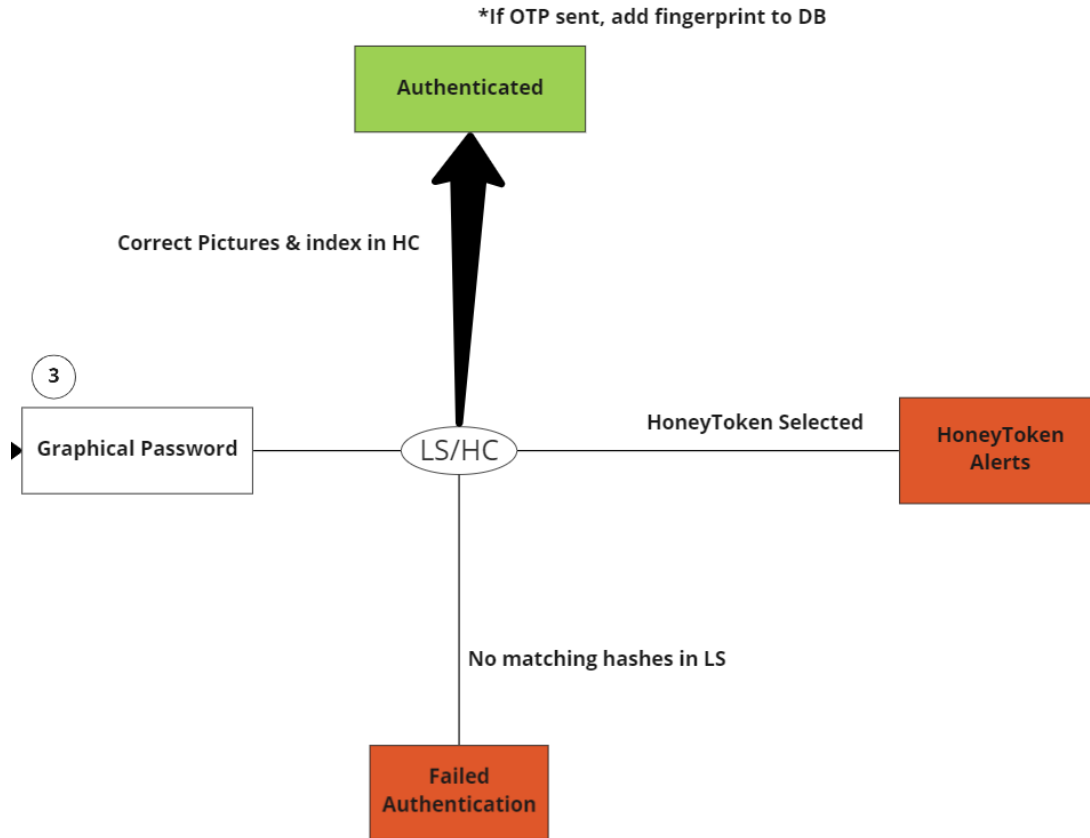 *If OTP sent, add fingerprint to DB
Authenticated
Correct Pictures & index in HC
3
Graphical Password
LS/HC
HoneyToken Selected
HoneyToken
Alerts
No matching hashes in LS
Failed
Authentication